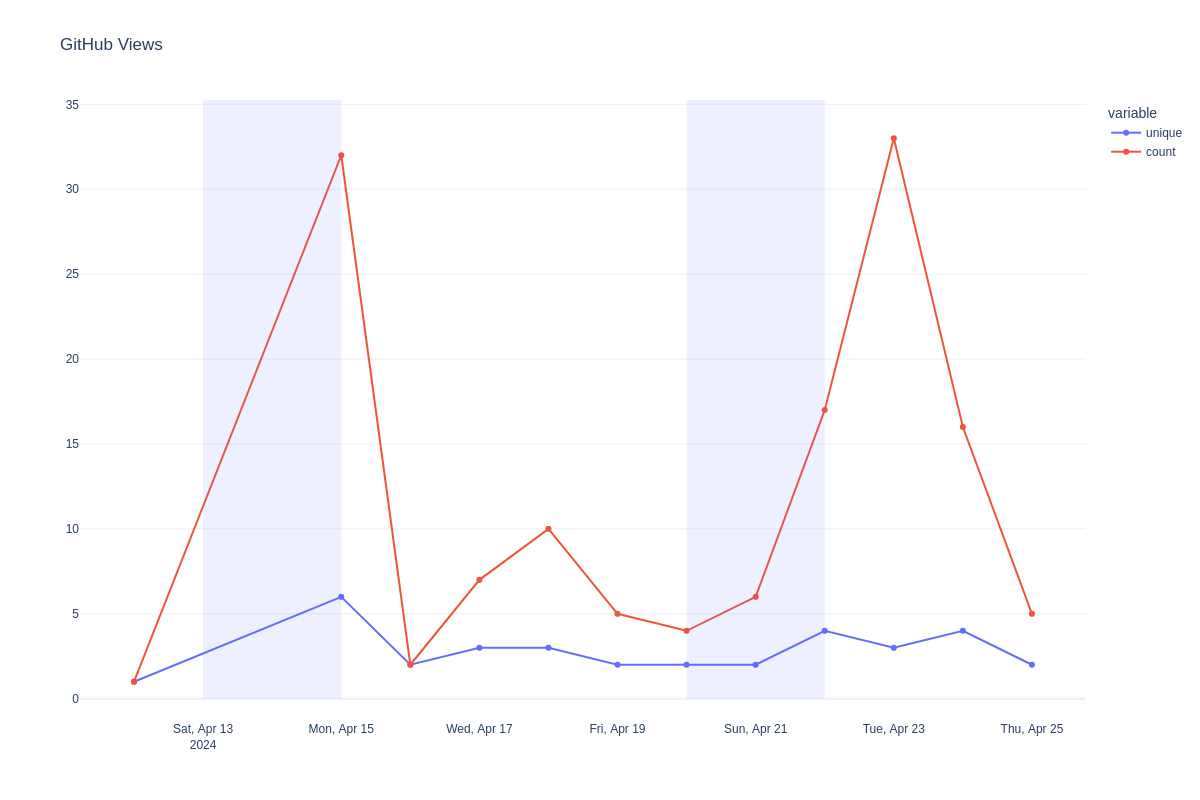 GitHub Views
35
30
25
20
15
10
5
0
Sat, Apr 13
2024
Mon, Apr 15
Wed, Apr 17
Fri, Apr 19
Sun, Apr 21
Tue, Apr 23
Thu, Apr 25
variable
unique
count